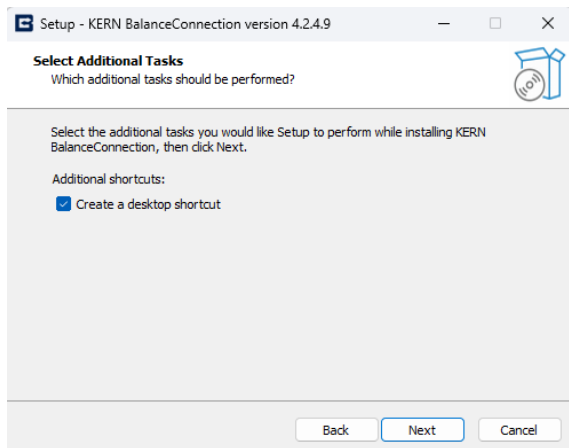 Setup - KERN BalanceConnection version 4.2.4.9
Select Additional Tasks
Which additional tasks should be performed?
Select the additional tasks you would like Setup to perform while installing KERN
BalanceConnection, then click Next.
Additional shortcuts:
Create a desktop shortcut
Back Next Cancel